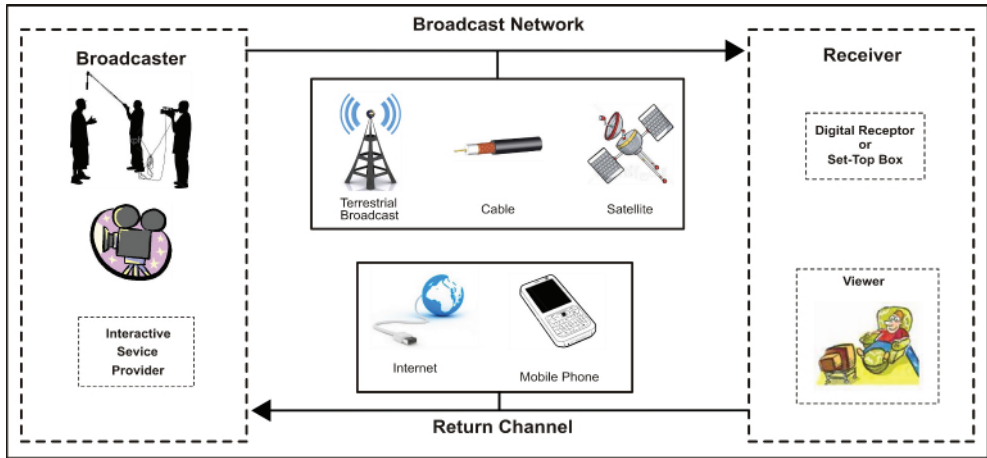 Broadcast Network
Broadcaster
Receiver
Terrestrial
Broadcast
Cable
Satellite
Digital Receptor
or
Set-Top Box
Interactive
Sevice
Provider
Internet
Mobile Phone
Viewer
Return Channel